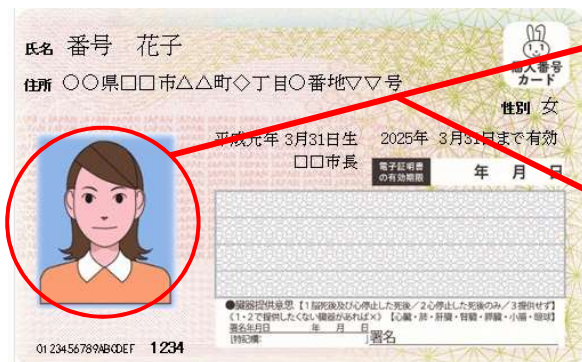 氏名 番号 花子
個人番号
カード
住所 〇〇県□□市△△町◇丁目〇番地▽▽号
性別 女
平成元年 3月31日生 2025年 3月31日まで有効
□□市長
電子証明書
の有効期限
年 月 日
●臓器提供意思【1 脳死後及び心停止した死後/2 心停止した死後のみ/3 提供せず】
《1・2で提供したくない臓器があれば×》【心臓・肺・肝臓・腎臓・膵臓・小腸・眼球】
署名年月日 年 月 日
[特記欄: ]
署名
0123456789ABCDEF 1234